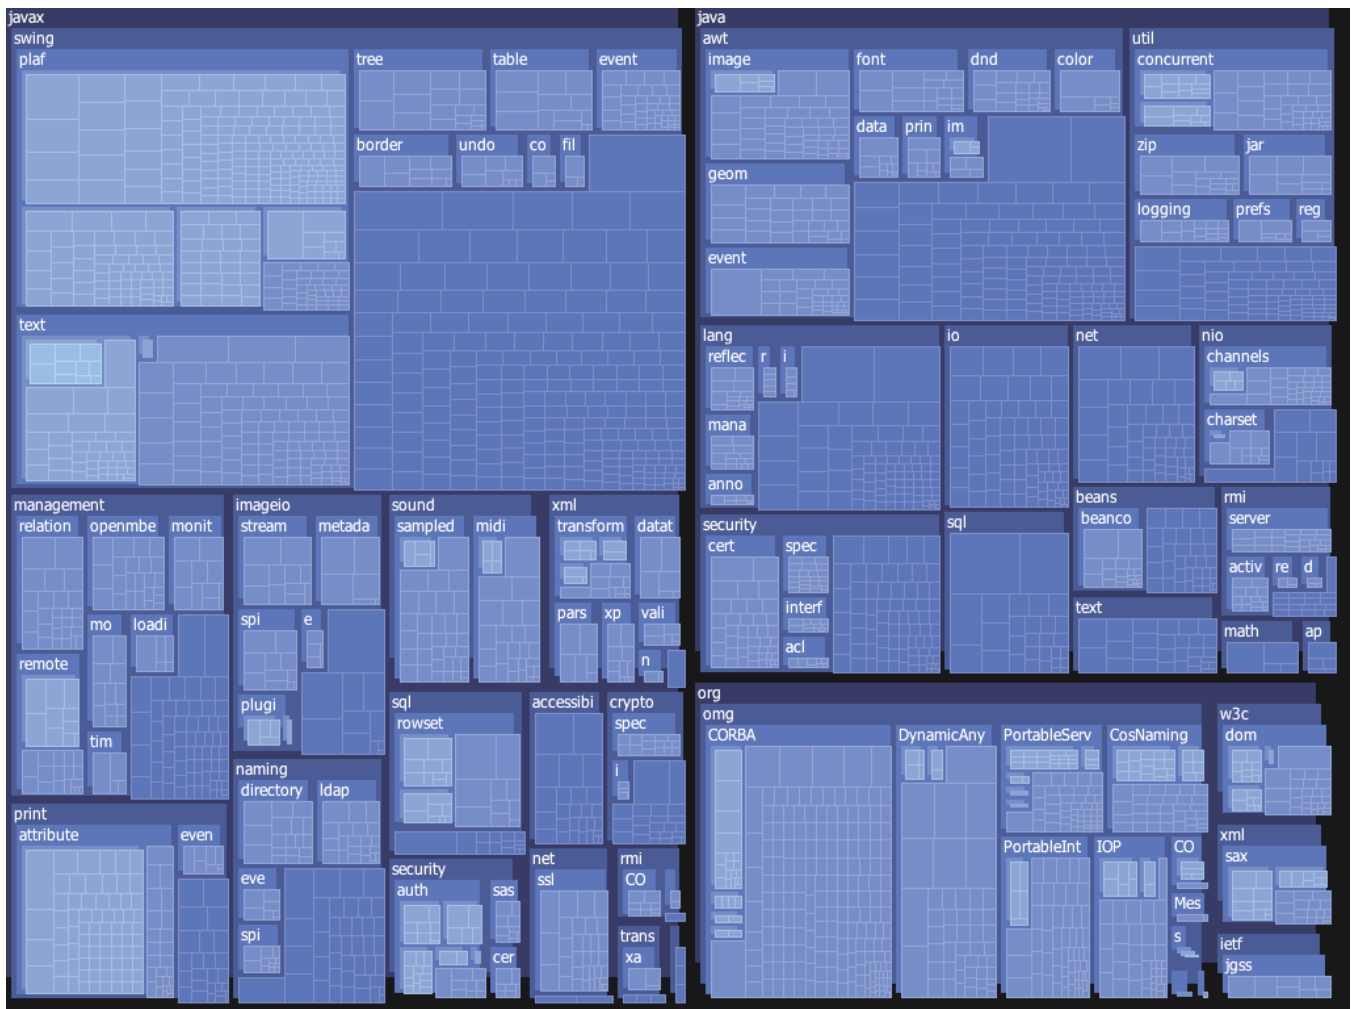 javax
swing
plaf
tree
table
event
border
undo
co
fil
text
management
relation
openmbe
monit
mo
loadi
remote
tim
print
attribute
even
imageio
stream
metada
spi
e
plugi
naming
directory
ldap
eve
spi
sound
sampled
midi
xml
transform
datat
pars
xp
vali
n
sql
rowset
accessibi
crypto
spec
i
security
auth
sas
cer
net
ssl
rmi
CO
trans
xa
java
awt
image
font
dnd
color
data
prin
im
geom
event
util
concurrent
zip
jar
logging
prefs
reg
lang
reflec
r
i
mana
anno
io
net
nio
channels
charset
security
cert
spec
interf
acl
sql
beans
beanco
text
rmi
server
activ
re
d
math
ap
org
omg
CORBA
DynamicAny
PortableServ
CosNaming
PortableInt
IOP
CO
Mes
s
w3c
dom
xml
sax
ietf
jgss